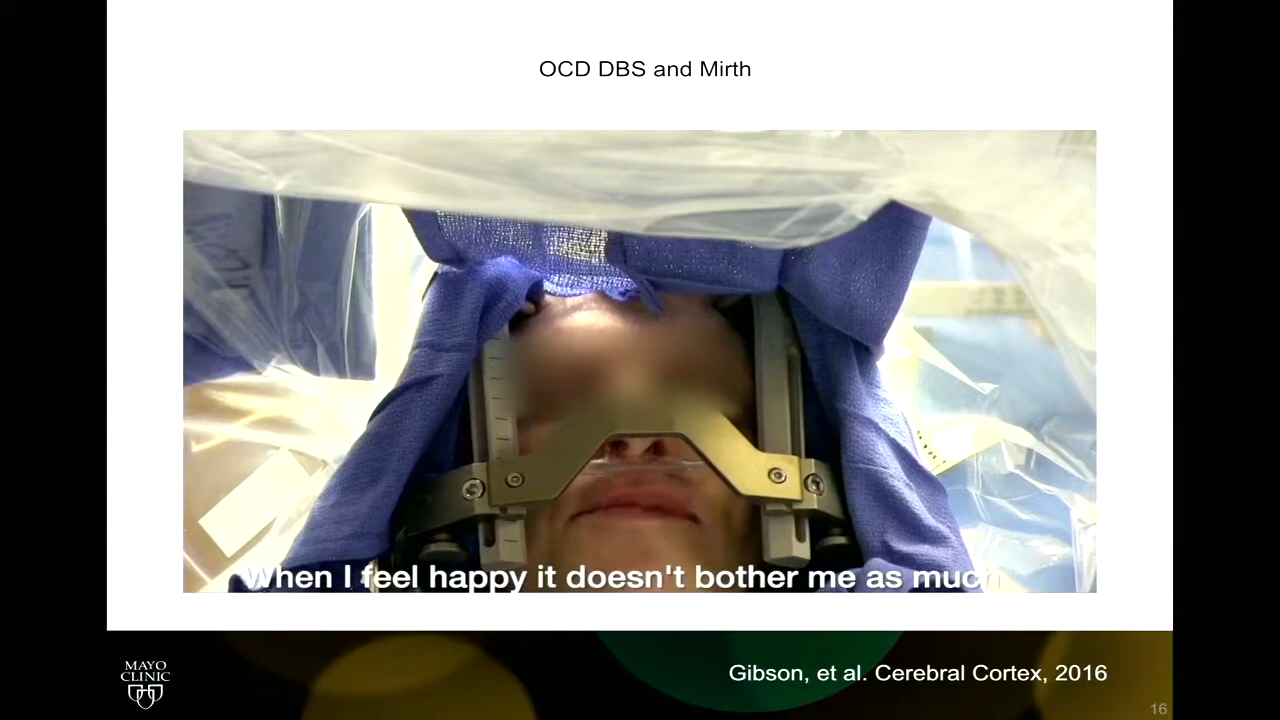 OCD DBS and Mirth
When I feel happy it doesn't bother me as much
MAYO
CLINIC
Gibson, et al. Cerebral Cortex, 2016
16